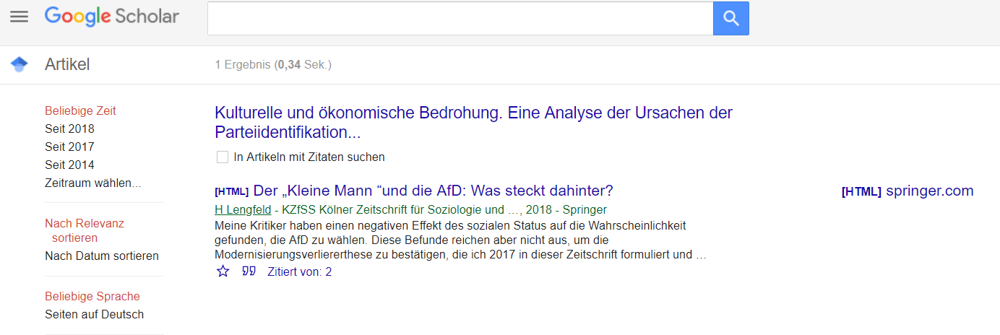 Google Scholar
Artikel
1 Ergebnis (0,34 Sek.)
Beliebige Zeit
Seit 2018
Seit 2017
Seit 2014
Zeitraum wählen...
Nach Relevanz
sortieren
Nach Datum sortieren
Beliebige Sprache
Seiten auf Deutsch
Kulturelle und ökonomische Bedrohung. Eine Analyse der Ursachen der
Parteiidentifikation...
In Artikeln mit Zitaten suchen
[HTML] Der „Kleine Mann “und die AfD: Was steckt dahinter?
H Lengfeld - KZfSS Kölner Zeitschrift für Soziologie und …, 2018 - Springer
Meine Kritiker haben einen negativen Effekt des sozialen Status auf die Wahrscheinlichkeit
gefunden, die AfD zu wählen. Diese Befunde reichen aber nicht aus, um die
Modernisierungsverliererthese zu bestätigen, die ich 2017 in dieser Zeitschrift formuliert und …
Zitiert von: 2
[HTML] springer.com